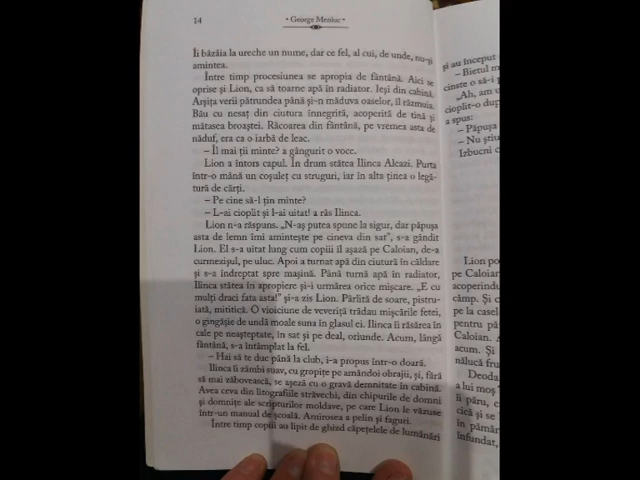 14
• George Meniuc •
Îi bâzâia la ureche un nume, dar ce fel, al cui, de unde, nu-și
amintea.
Între timp procesiunea se apropia de fântână. Aici se
oprise și Lion, ca să toarne apă în radiator. Ieși din cabină.
Arșița verii pătrundea până și-n măduva oaselor, îl răzmuia.
Bău cu nesaț din ciutura înnegrită, acoperită de tină și
mătasea broaștei. Răcoarea din fântână, pe vremea asta de
năduf, era ca o iarbă de leac.
– Îl mai ții minte? a gângurit o voce.
Lion a întors capul. În drum stătea Ilinca Alcazi. Purta
într-o mână un coșuleț cu struguri, iar în alta ținea o legă-
tură de cărți.
– Pe cine să-l țin minte?
– L-ai cioplit și l-ai uitat! a râs Ilinca.
Lion n-a răspuns. „N-aș putea spune la sigur, dar păpușa
asta de lemn îmi amintește pe cineva din sat”, s-a gândit
Lion. El s-a uitat lung cum copiii îl așază pe Caloian, de-a
curmezișul, pe uluc. Apoi a turnat apă din ciutură în căldare
și s-a îndreptat spre mașină. Până turnă apă în radiator,
Ilinca stătea în apropiere și-i urmărea orice mișcare. „E cu
mulți draci fata asta!” și-a zis Lion. Pârlită de soare, pistru-
iată, mititică. O vioiciune de veveriță trădau mișcările fetei,
o gingășie de undă moale suna în glasul ei. Ilinca îi răsărea în
cale pe neașteptate, în sat și pe deal, oriunde. Acum, lângă
fântână, s-a întâmplat la fel.
– Hai să te duc până la club, i-a propus într-o doară.
Ilinca îi zâmbi suav, cu gropițe pe amândoi obrajii, și, fără
să mai zăbovească, se așeză cu o gravă demnitate în cabină.
Avea ceva din litografiile străvechi, din chipurile de domni
și domnițe ale scripturilor moldave, pe care Lion le văzuse
într-un manual de școală. Amirosea a pelin și faguri.
Între timp copiii au lipit de ghizd căpețelele de lumânări
și au început
– Bietul m
cinste o să-i
„Ah, am u
cioplit-o dup
a spus:
– Păpușa
– Nu știu
Izbucni c
Lion po
pe Caloian
acoperindu
câmp. Și c
pe la casel
pentru pă
Caloian. A
acum. Și
nălucă fru
Deoda
a lui moș
îi păru, c
cică și se
în pămân
înfundat,